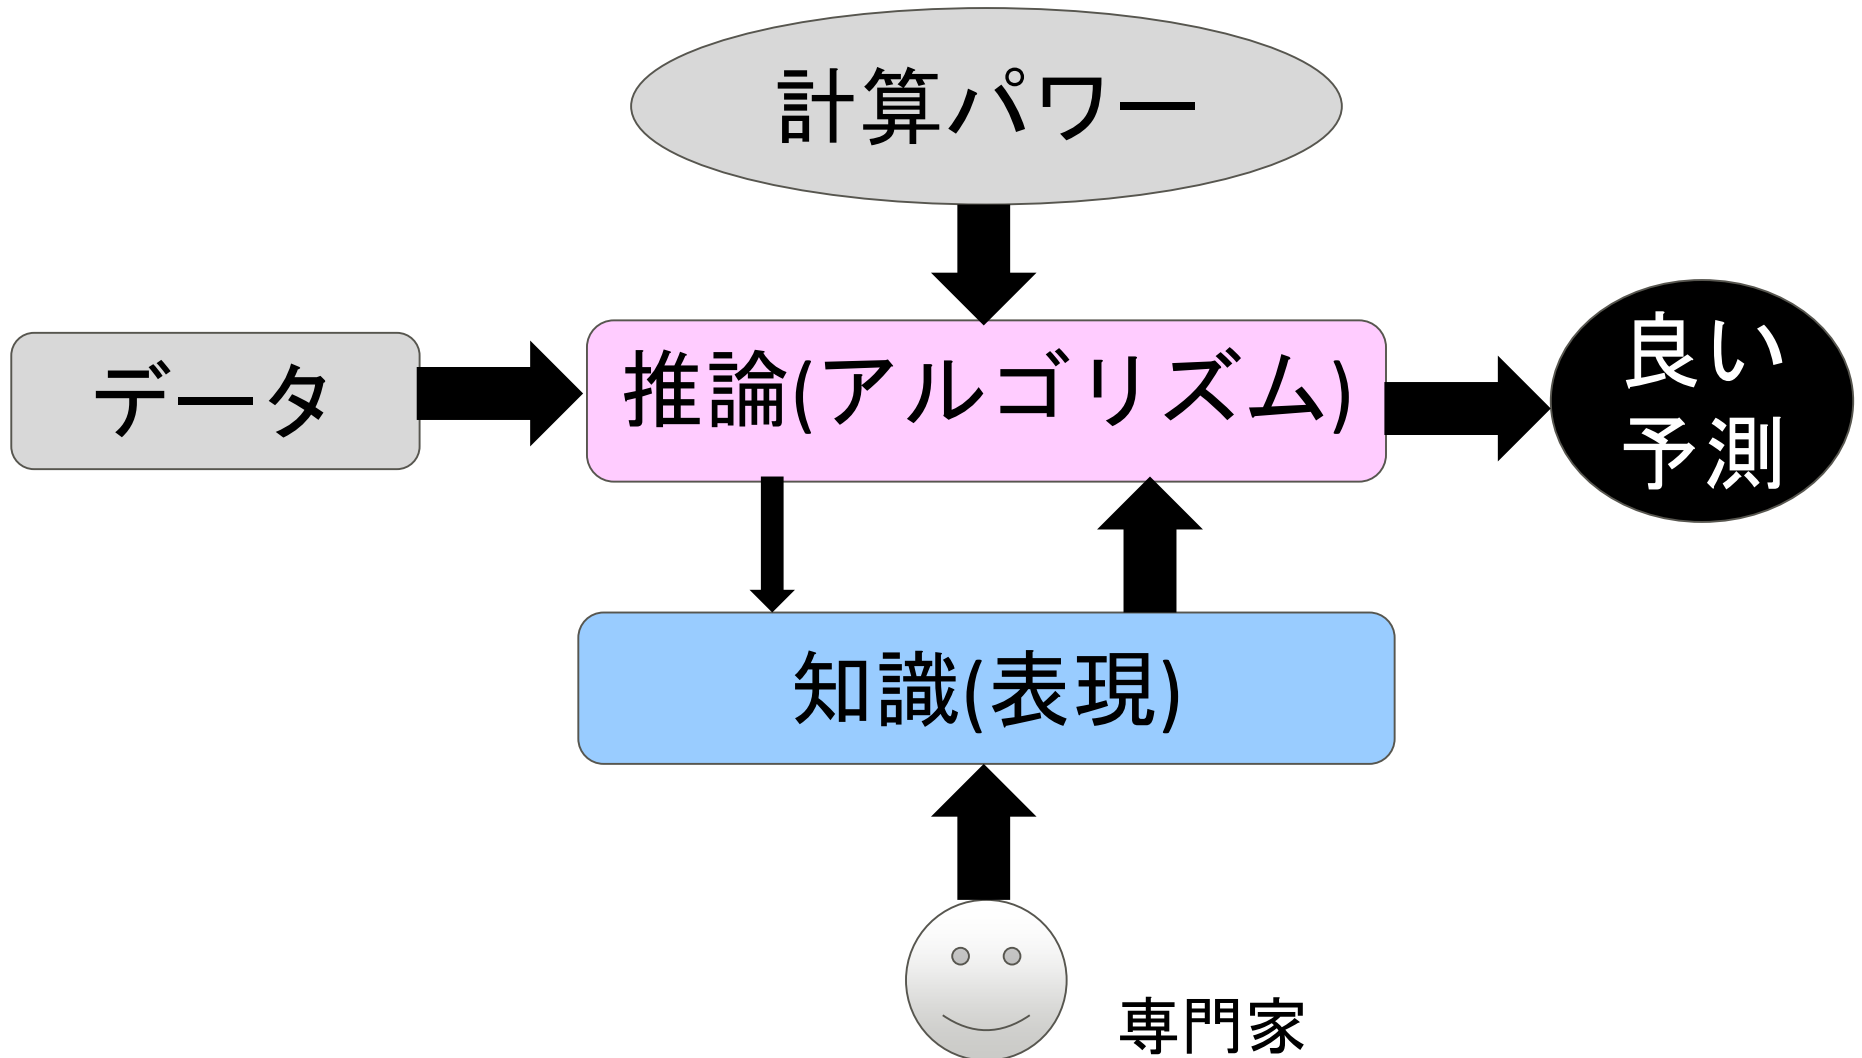 計算パワー
データ
推論(アルゴリズム)
良い
予測
知識(表現)
専門家